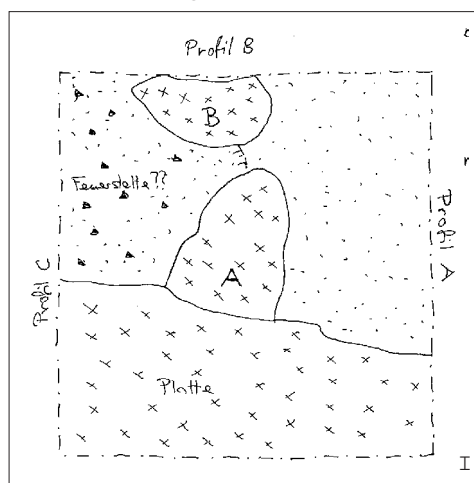 Profil B
B
Feuerstelle??
Profil A
Profil C
A
Platte